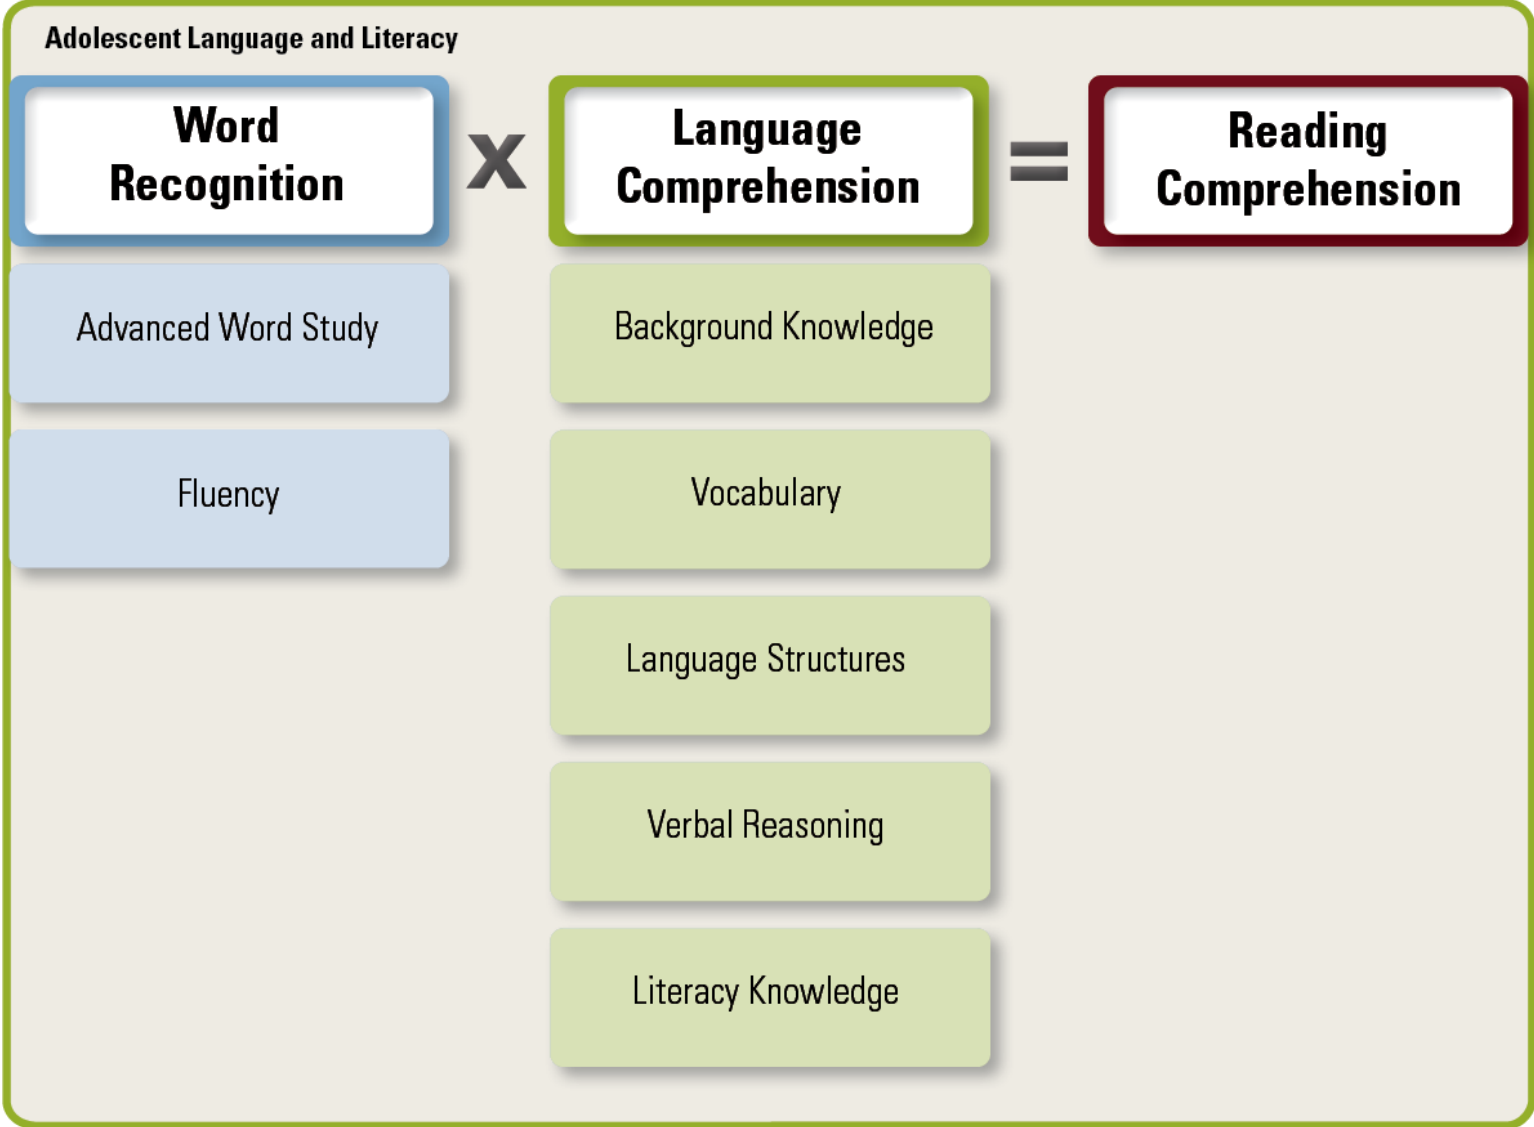 Adolescent Language and Literacy
Word
Recognition
x
Language
Comprehension
=
Reading
Comprehension
Advanced Word Study
Fluency
Background Knowledge
Vocabulary
Language Structures
Verbal Reasoning
Literacy Knowledge